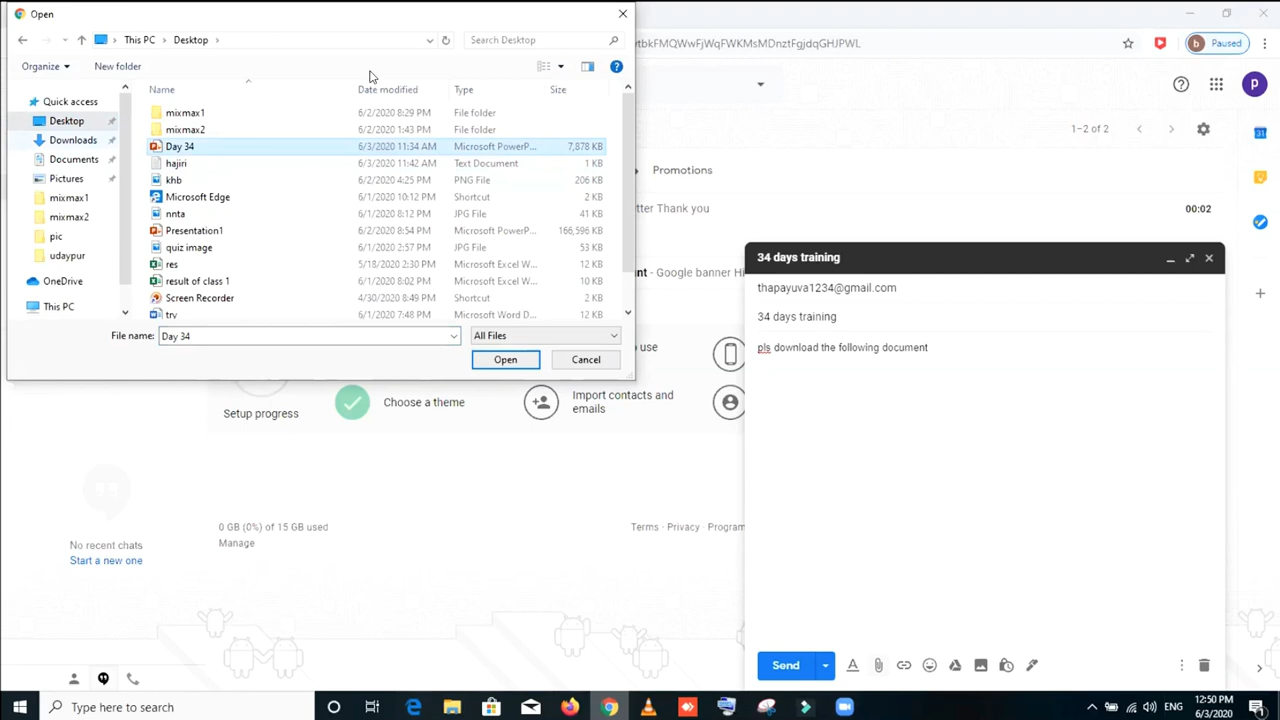 Open
This PC
Desktop
Search Desktop
Organize
New folder
Name
Date modified
Type
Size
Quick access
Desktop
Downloads
Documents
Pictures
mixmax1
mixmax2
pic
udaypur
OneDrive
This PC
mixmax1 6/2/2020 8:29 PM File folder
mixmax2 6/2/2020 1:43 PM File folder
Day 34 6/3/2020 11:34 AM Microsoft PowerP... 7,878 KB
hajiri 6/3/2020 11:42 AM Text Document 1 KB
khb 6/2/2020 4:25 PM PNG File 206 KB
Microsoft Edge 6/1/2020 10:12 PM Shortcut 2 KB
nnta 6/1/2020 8:12 PM JPG File 41 KB
Presentation1 6/2/2020 8:54 PM Microsoft PowerP... 166,596 KB
quiz image 6/1/2020 2:57 PM JPG File 53 KB
res 5/18/2020 2:30 PM Microsoft Excel W... 12 KB
result of class 1 6/1/2020 8:02 PM Microsoft Excel W... 10 KB
Screen Recorder 4/30/2020 8:49 PM Shortcut 2 KB
try 6/1/2020 7:48 PM Microsoft Word D... 12 KB
File name: Day 34 All Files
Open Cancel
tbkFMQWwFjWqFWKMsMDnztFgjdqGHJPWL
b Paused
p
1–2 of 2
Promotions
tter Thank you 00:02
nt - Google banner Hi
to use
34 days training
thapayuva1234@gmail.com
34 days training
pls download the following document
Send
Setup progress
Choose a theme
Import contacts and
emails
0 GB (0%) of 15 GB used
Manage
Terms - Privacy - Program
No recent chats
Start a new one
Type here to search
ENG
12:50 PM
6/3/2020